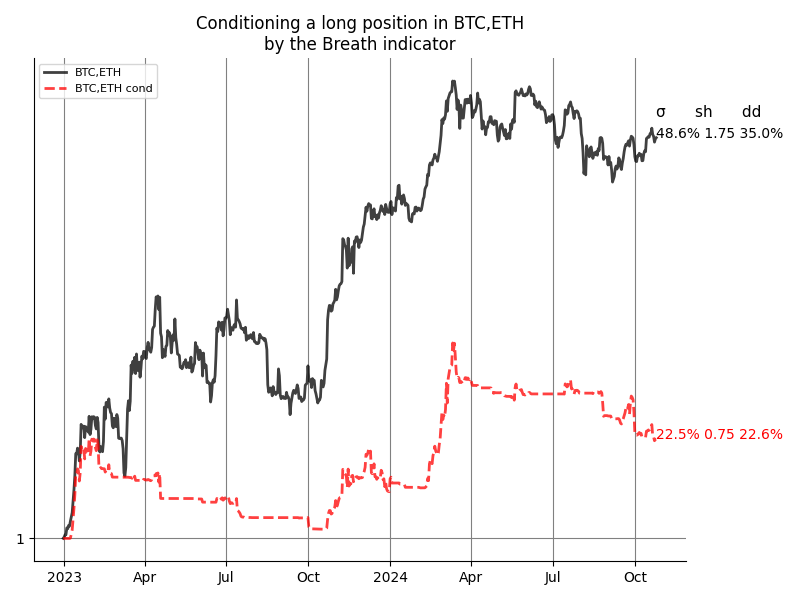 Conditioning a long position in BTC,ETH
by the Breath indicator
BTC,ETH
BTC,ETH cond
σ sh dd
48.6% 1.75 35.0%
22.5% 0.75 22.6%
1
2023 Apr Jul Oct 2024 Apr Jul Oct